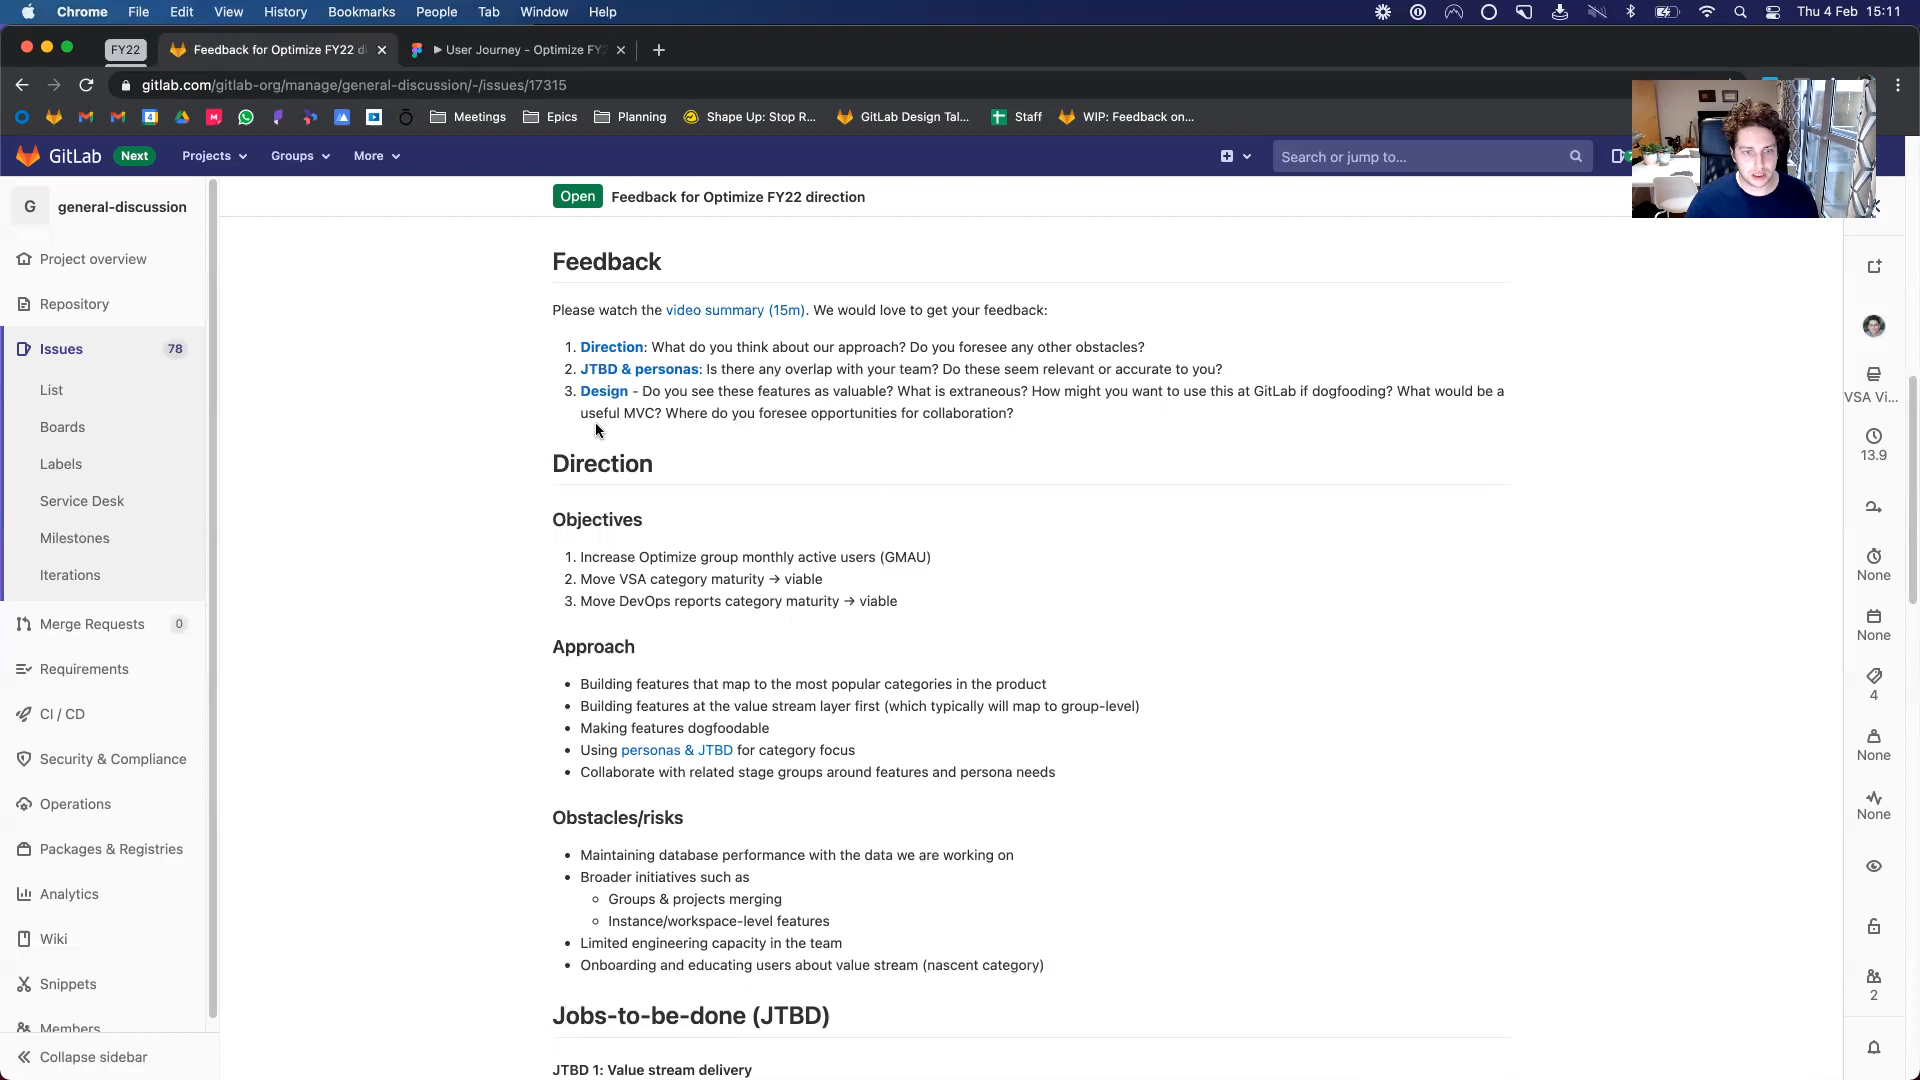 Chrome File Edit View History Bookmarks People Tab Window Help Thu 4 Feb 15:11
FY22 Feedback for Optimize FY22 di User Journey - Optimize FY2
gitlab.com/gitlab-org/manage/general-discussion/-/issues/17315
Meetings Epics Planning Shape Up: Stop R... GitLab Design Tal... Staff WIP: Feedback on...
GitLab Next Projects Groups More Search or jump to...
G general-discussion
Open Feedback for Optimize FY22 direction
Project overview
Repository
Issues 78
List
Boards
Labels
Service Desk
Milestones
Iterations
Merge Requests 0
Requirements
CI / CD
Security & Compliance
Operations
Packages & Registries
Analytics
Wiki
Snippets
Members
Collapse sidebar
Feedback
Please watch the video summary (15m). We would love to get your feedback:
1. Direction: What do you think about our approach? Do you foresee any other obstacles?
2. JTBD & personas: Is there any overlap with your team? Do these seem relevant or accurate to you?
3. Design - Do you see these features as valuable? What is extraneous? How might you want to use this at GitLab if dogfooding? What would be a
useful MVC? Where do you foresee opportunities for collaboration?
Direction
Objectives
1. Increase Optimize group monthly active users (GMAU)
2. Move VSA category maturity → viable
3. Move DevOps reports category maturity → viable
Approach
• Building features that map to the most popular categories in the product
• Building features at the value stream layer first (which typically will map to group-level)
• Making features dogfoodable
• Using personas & JTBD for category focus
• Collaborate with related stage groups around features and persona needs
Obstacles/risks
• Maintaining database performance with the data we are working on
• Broader initiatives such as
◦ Groups & projects merging
◦ Instance/workspace-level features
• Limited engineering capacity in the team
• Onboarding and educating users about value stream (nascent category)
Jobs-to-be-done (JTBD)
JTBD 1: Value stream delivery
VSA Vi...
13.9
None
None
4
None
None
2